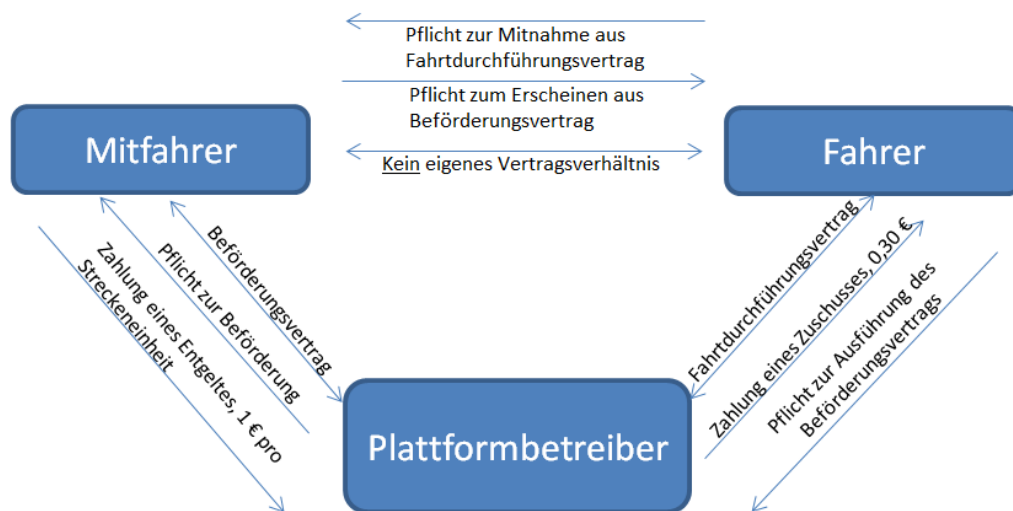 Pflicht zur Mitnahme aus
Fahrtdurchführungsvertrag
Pflicht zum Erscheinen aus
Beförderungsvertrag
Mitfahrer
Kein eigenes Vertragsverhältnis
Fahrer
Zahlung eines Entgeltes, 1 € pro
Streckeneinheit
Pflicht zur Beförderung
Beförderungsvertrag
Fahrtdurchführungsvertrag
Zahlung eines Zuschusses, 0,30 €
Pflicht zur Ausführung des
Beförderungsvertrags
Plattformbetreiber